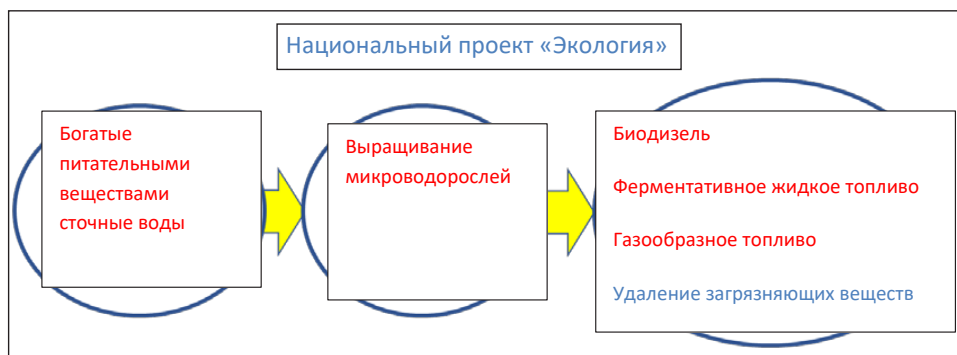 Национальный проект «Экология»
Богатые
питательными
веществами
сточные воды
Выращивание
микроводорослей
Биодизель
Ферментативное жидкое топливо
Газообразное топливо
Удаление загрязняющих веществ